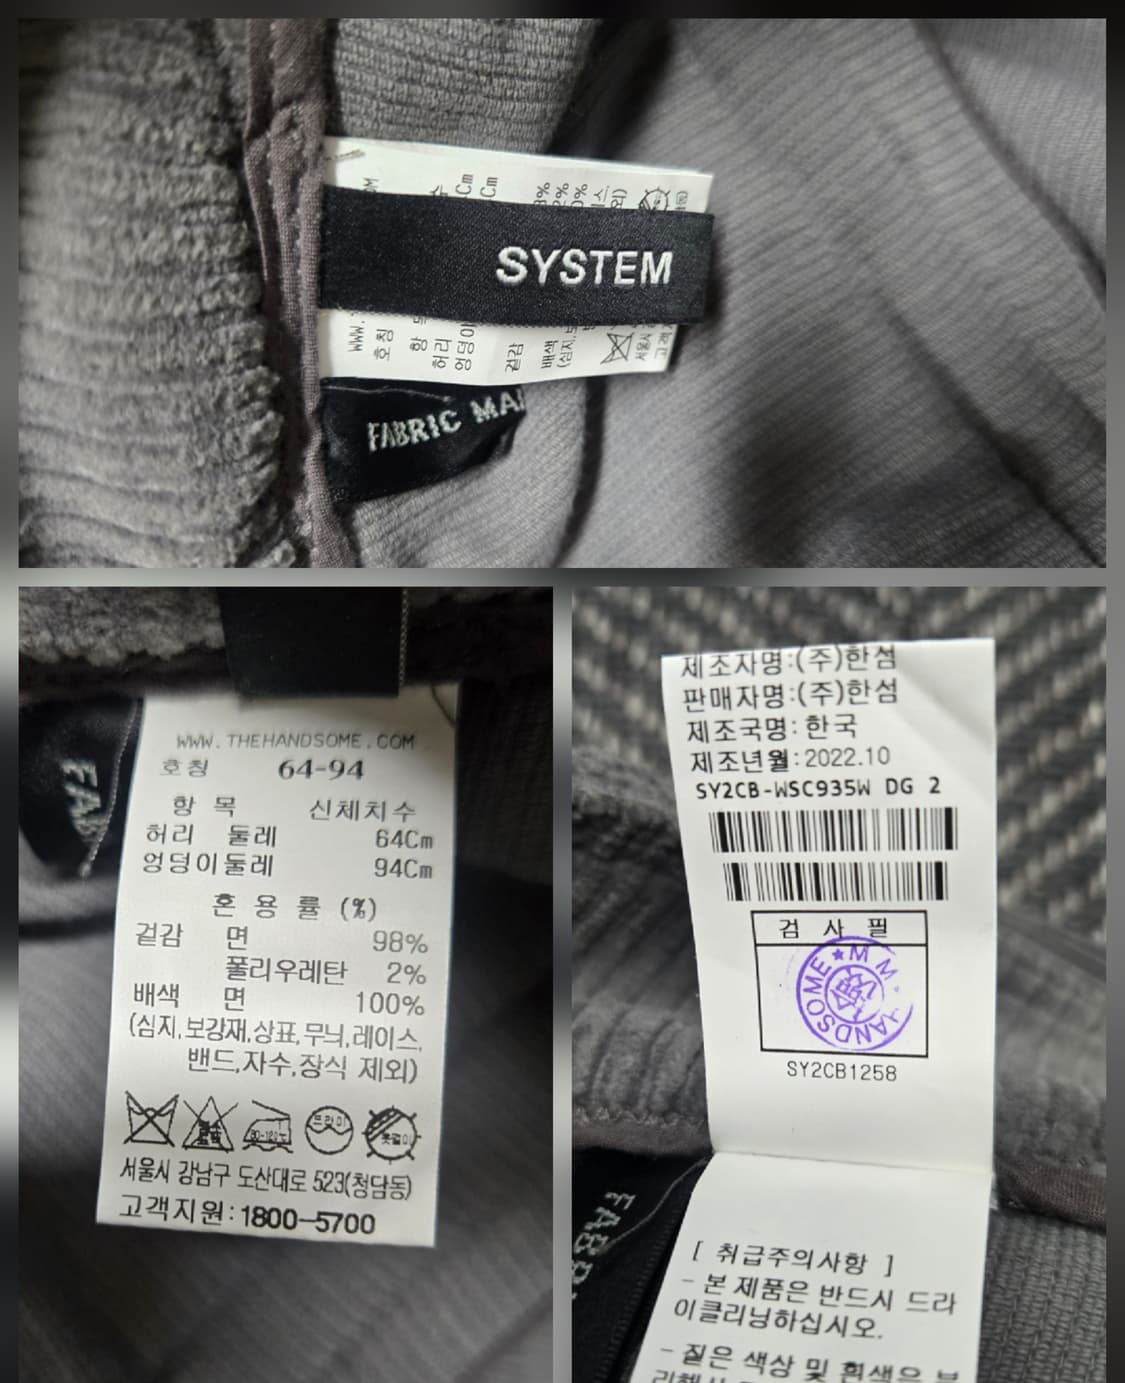 SYSTEM
FABRIC MA
WWW.THEHANDSOME.COM
호칭 64-94
항 목 신체치수
허리 둘레 64Cm
엉덩이둘레 94Cm
혼 용 률 (%)
겉감 면 98%
폴리우레탄 2%
배색 면 100%
(심지,보강재,상표,무늬,레이스,
밴드,자수,장식 제외)
드라이
옷걸이
서울시 강남구 도산대로 523(청담동)
고객지원:1800-5700
제조자명:(주)한섬
판매자명:(주)한섬
제조국명: 한국
제조년월:2022.10
SY2CB-WSC935W DG 2
검 사 필
HANDSOME
SY2CB1258
[ 취급주의사항 ]
- 본 제품은 반드시 드라
이클리닝하십시오.
- 짙은 색상 및 흰색은